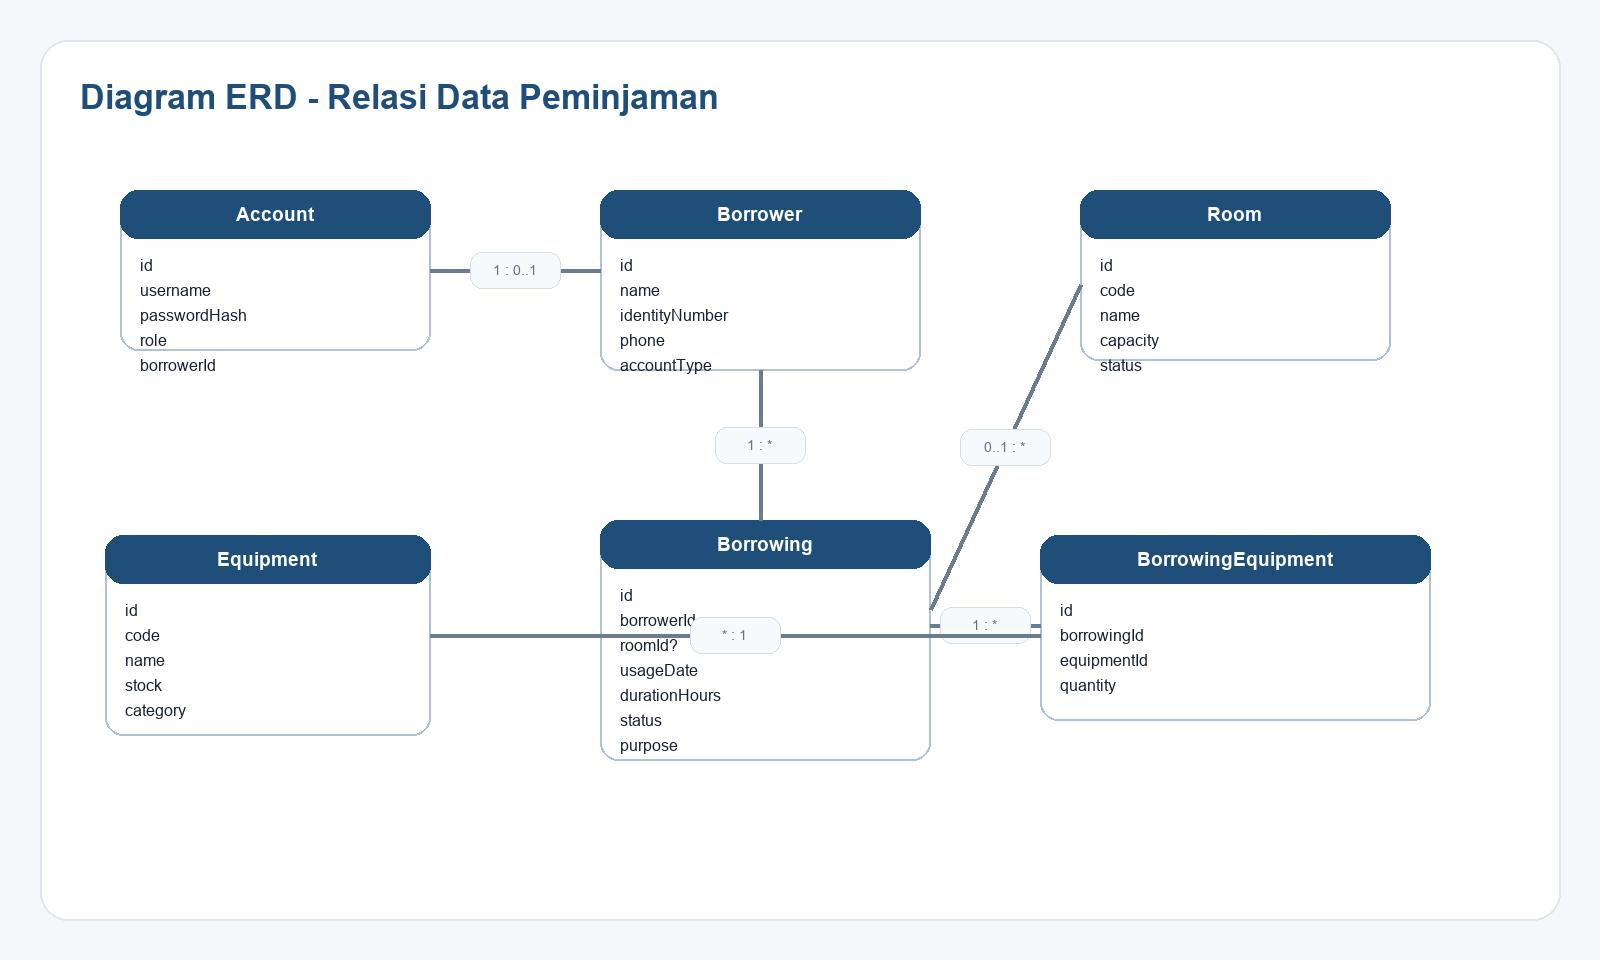 Diagram ERD - Relasi Data Peminjaman
Account
id
username
passwordHash
role
borrowerId
1 : 0..1
Borrower
id
name
identityNumber
phone
accountType
Room
id
code
name
capacity
status
1 : *
0..1 : *
Equipment
id
code
name
stock
category
Borrowing
id
borrowerId
roomId?
usageDate
durationHours
status
purpose
* : 1
1 : *
BorrowingEquipment
id
borrowingId
equipmentId
quantity